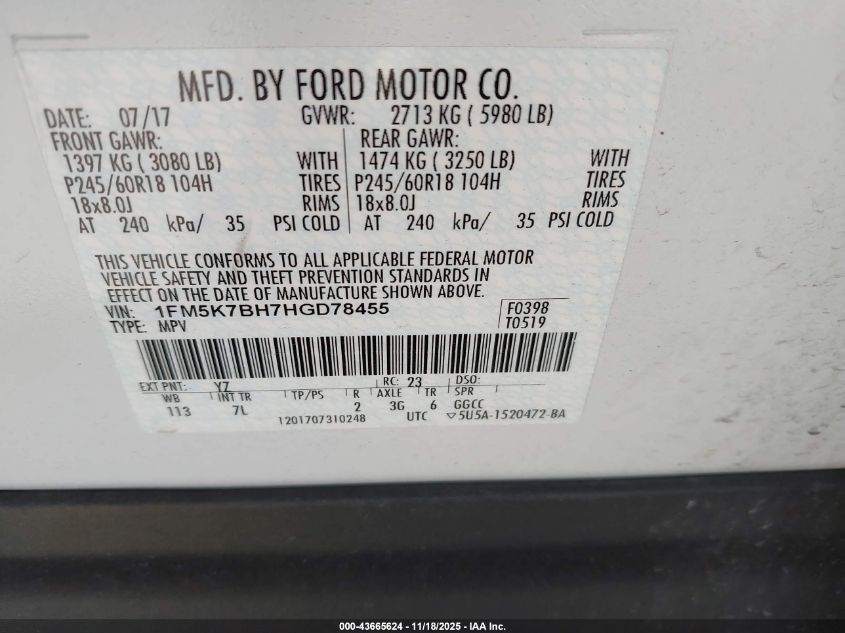 MFD. BY FORD MOTOR CO.
DATE: 07/17 GVWR: 2713 KG ( 5980 LB)
FRONT GAWR: REAR GAWR:
1397 KG ( 3080 LB) WITH 1474 KG ( 3250 LB) WITH
P245/60R18 104H TIRES P245/60R18 104H TIRES
18x8.0J RIMS 18x8.0J RIMS
AT 240 kPa/ 35 PSI COLD AT 240 kPa/ 35 PSI COLD
THIS VEHICLE CONFORMS TO ALL APPLICABLE FEDERAL MOTOR
VEHICLE SAFETY AND THEFT PREVENTION STANDARDS IN
EFFECT ON THE DATE OF MANUFACTURE SHOWN ABOVE.
VIN: 1FM5K7BH7HGD78455 F0398
TYPE: MPV T0519
EXT PNT: YZ RC: 23 DSO:
WB INT TR TP/PS R AXLE TR SPR
113 7L 2 3G 6 GGCC
1201707310248 UTC ▽5U5A-1520472-BA
000-43665624 - 11/18/2025 - IAA Inc.